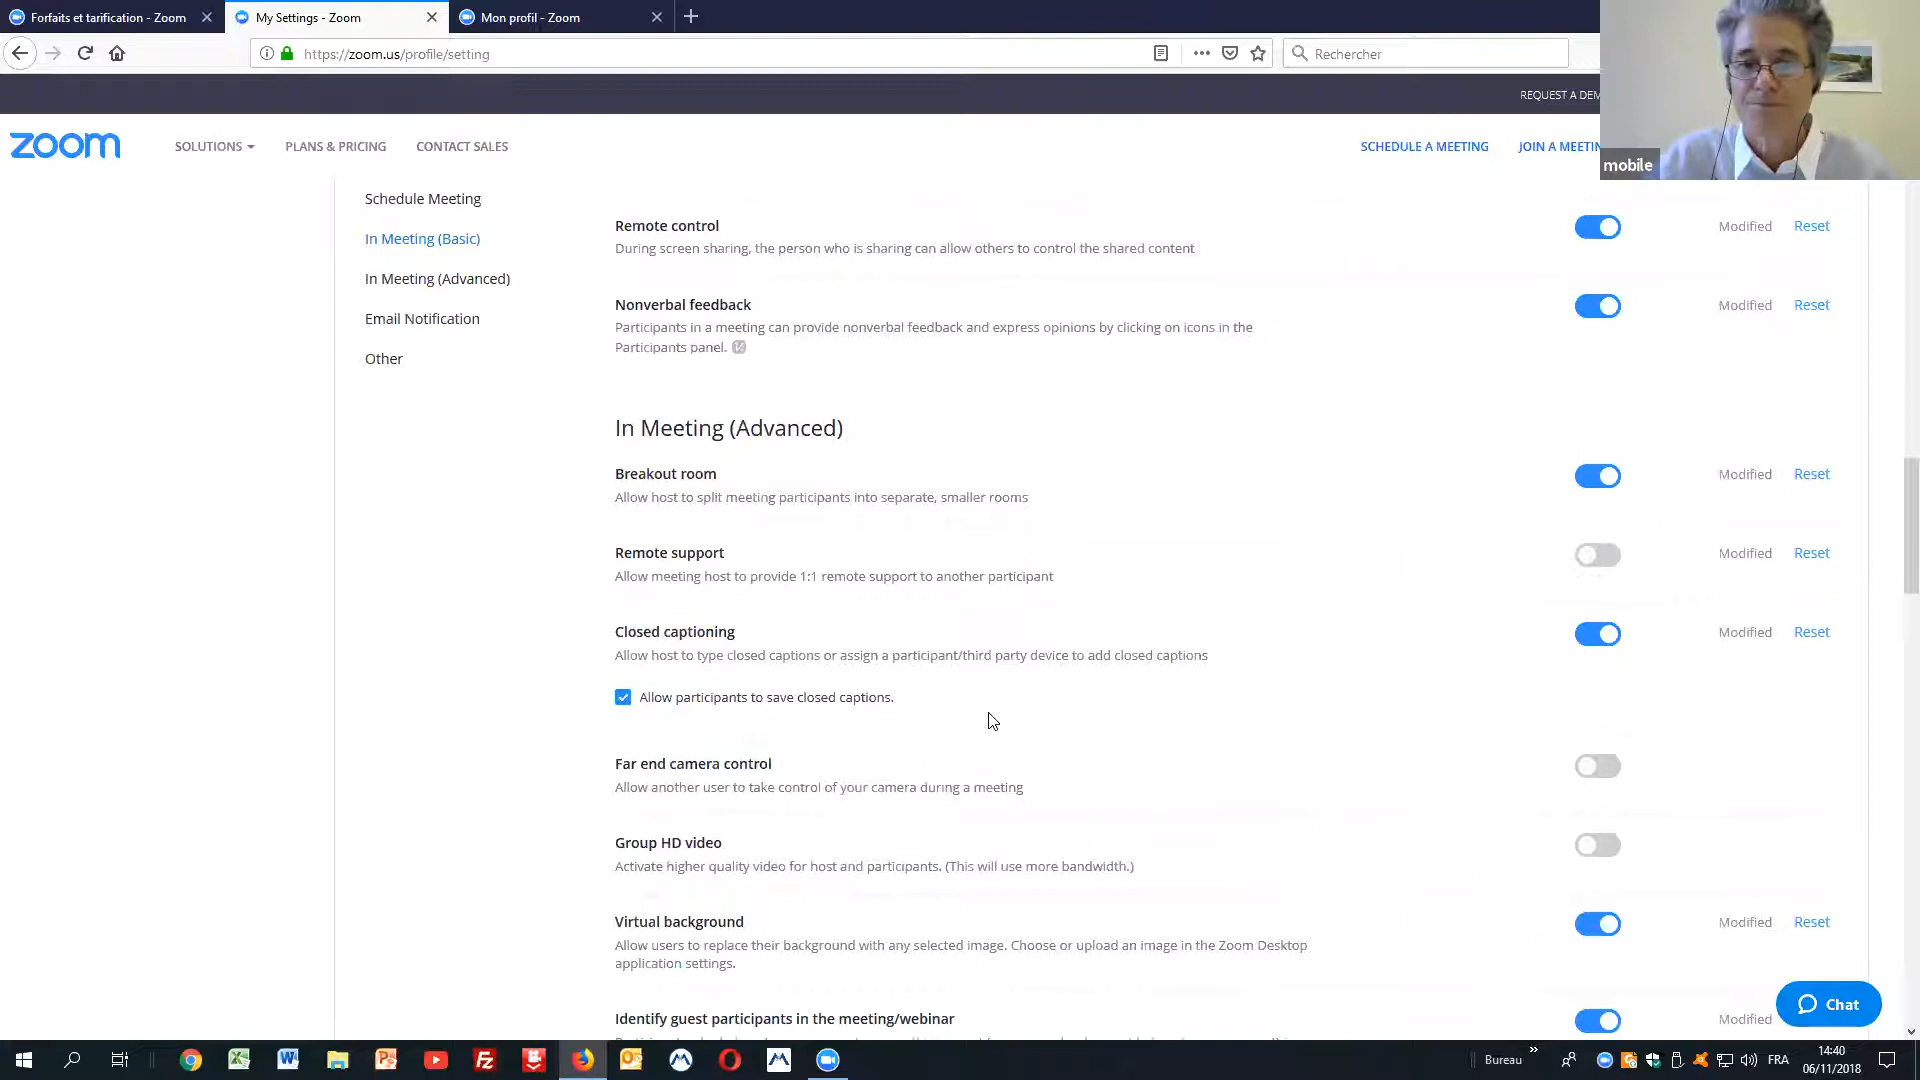 Forfaits et tarification - Zoom
My Settings - Zoom
Mon profil - Zoom
https://zoom.us/profile/setting
Rechercher
REQUEST A DEM
zoom
SOLUTIONS
PLANS & PRICING
CONTACT SALES
SCHEDULE A MEETING
JOIN A MEETIN
mobile
Schedule Meeting
In Meeting (Basic)
In Meeting (Advanced)
Email Notification
Other
Remote control
Modified Reset
During screen sharing, the person who is sharing can allow others to control the shared content
Nonverbal feedback
Modified Reset
Participants in a meeting can provide nonverbal feedback and express opinions by clicking on icons in the
Participants panel.
In Meeting (Advanced)
Breakout room
Modified Reset
Allow host to split meeting participants into separate, smaller rooms
Remote support
Modified Reset
Allow meeting host to provide 1:1 remote support to another participant
Closed captioning
Modified Reset
Allow host to type closed captions or assign a participant/third party device to add closed captions
Allow participants to save closed captions.
Far end camera control
Allow another user to take control of your camera during a meeting
Group HD video
Activate higher quality video for host and participants. (This will use more bandwidth.)
Virtual background
Modified Reset
Allow users to replace their background with any selected image. Choose or upload an image in the Zoom Desktop
application settings.
Identify guest participants in the meeting/webinar
Modified
Chat
Bureau
FRA
14:40
06/11/2018